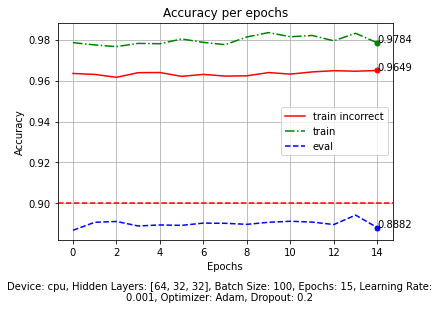 Accuracy per epochs
Accuracy
0.98
0.96
0.94
0.92
0.90
0.9784
0.9649
0.8882
train incorrect
train
eval
0 2 4 6 8 10 12 14
Epochs
Device: cpu, Hidden Layers: [64, 32, 32], Batch Size: 100, Epochs: 15, Learning Rate:
0.001, Optimizer: Adam, Dropout: 0.2